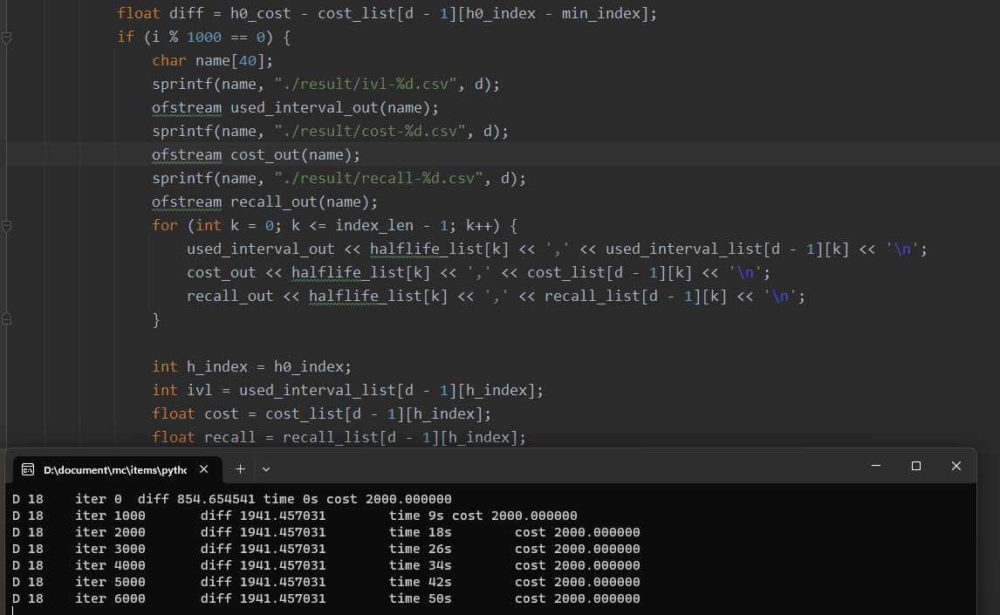 float diff = h0_cost - cost_list[d - 1][h0_index - min_index];
if (i % 1000 == 0) {
char name[40];
sprintf(name, "./result/ivl-%d.csv", d);
ofstream used_interval_out(name);
sprintf(name, "./result/cost-%d.csv", d);
ofstream cost_out(name);
sprintf(name, "./result/recall-%d.csv", d);
ofstream recall_out(name);
for (int k = 0; k <= index_len - 1; k++) {
used_interval_out << halflife_list[k] << ',' << used_interval_list[d - 1][k] << '\n';
cost_out << halflife_list[k] << ',' << cost_list[d - 1][k] << '\n';
recall_out << halflife_list[k] << ',' << recall_list[d - 1][k] << '\n';
}
int h_index = h0_index;
int ivl = used_interval_list[d - 1][h_index];
float cost = cost_list[d - 1][h_index];
float recall = recall_list[d - 1][h_index];
D:\document\mc\items\pythc
D 18 iter 0 diff 854.654541 time 0s cost 2000.000000
D 18 iter 1000 diff 1941.457031 time 9s cost 2000.000000
D 18 iter 2000 diff 1941.457031 time 18s cost 2000.000000
D 18 iter 3000 diff 1941.457031 time 26s cost 2000.000000
D 18 iter 4000 diff 1941.457031 time 34s cost 2000.000000
D 18 iter 5000 diff 1941.457031 time 42s cost 2000.000000
D 18 iter 6000 diff 1941.457031 time 50s cost 2000.000000